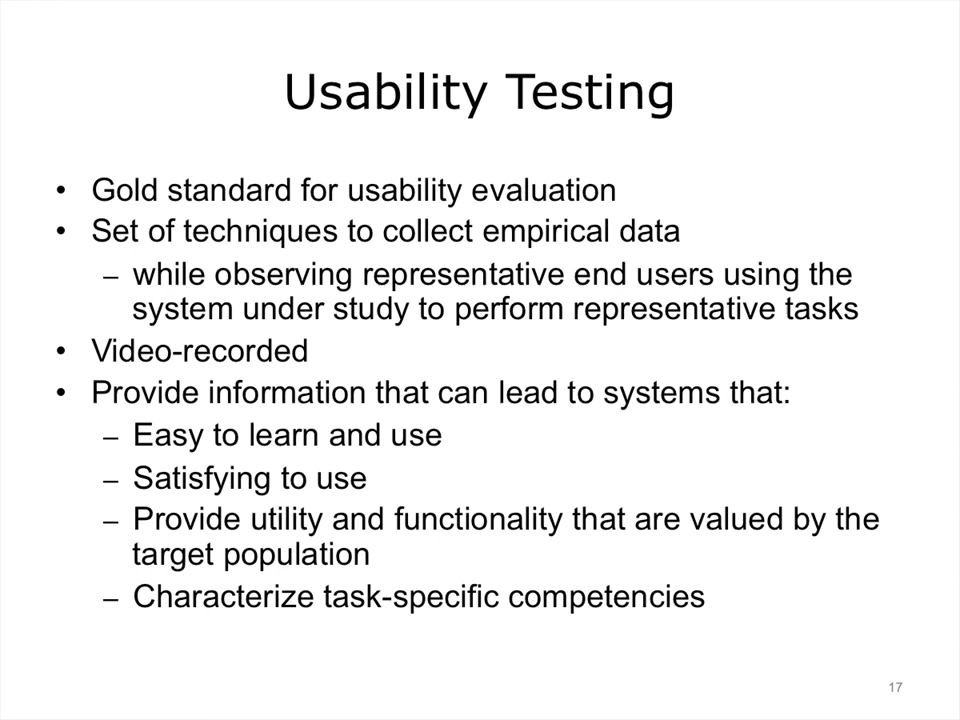 Usability Testing
• Gold standard for usability evaluation
• Set of techniques to collect empirical data
– while observing representative end users using the
system under study to perform representative tasks
• Video-recorded
• Provide information that can lead to systems that:
– Easy to learn and use
– Satisfying to use
– Provide utility and functionality that are valued by the
target population
– Characterize task-specific competencies
17